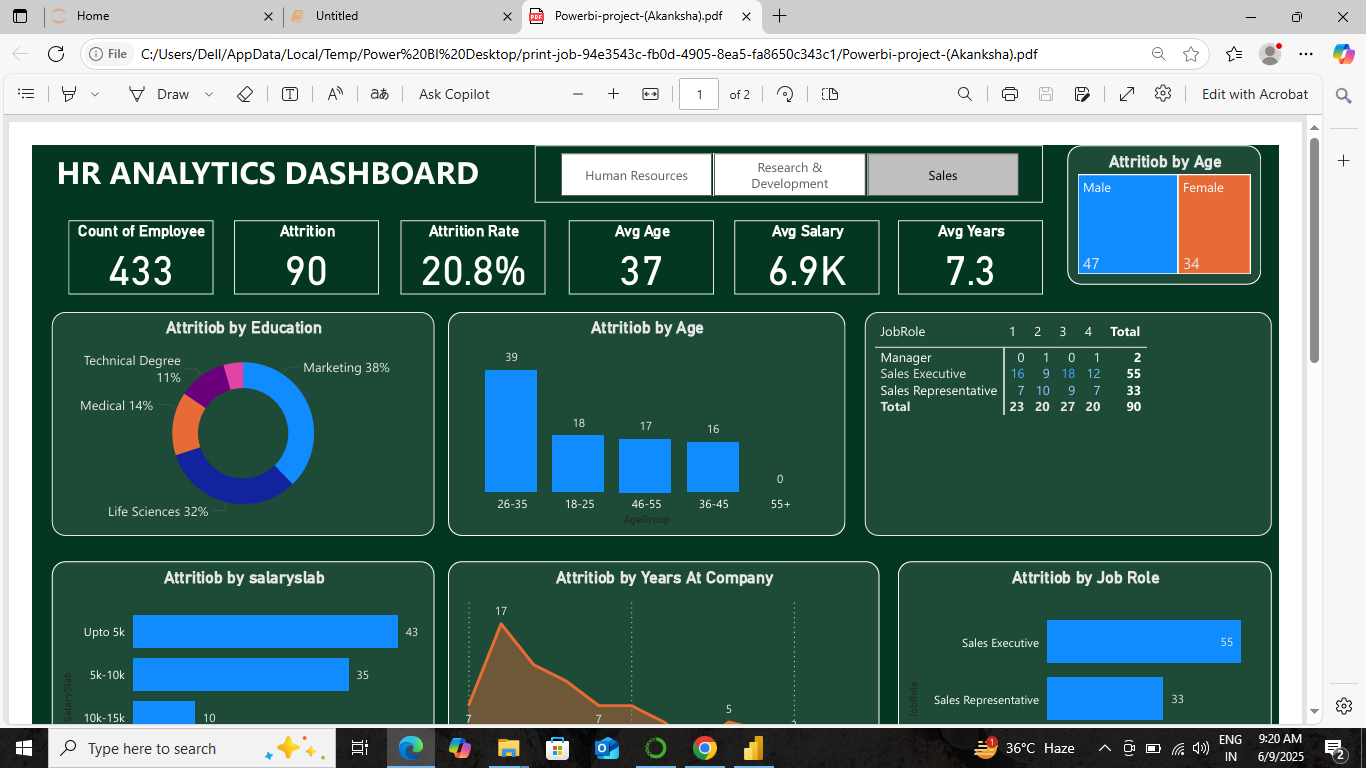 Home
Untitled
Powerbi-project-(Akanksha).pdf
File
C:/Users/Dell/AppData/Local/Temp/Power%20BI%20Desktop/print-job-94e3543c-fb0d-4905-8ea5-fa8650c343c1/Powerbi-project-(Akanksha).pdf
Draw
Ask Copilot
1
of 2
Edit with Acrobat
HR ANALYTICS DASHBOARD
Human Resources
Research &
Development
Sales
Attritiob by Age
Male
Female
47
34
Count of Employee
433
Attrition
90
Attrition Rate
20.8%
Avg Age
37
Avg Salary
6.9K
Avg Years
7.3
Attritiob by Education
Technical Degree
11%
Marketing 38%
Medical 14%
Life Sciences 32%
Attritiob by Age
39
18
17
16
0
26-35
18-25
46-55
36-45
55+
AgeGroup
JobRole 1 2 3 4 Total
Manager 0 1 0 1 2
Sales Executive 16 9 18 12 55
Sales Representative 7 10 9 7 33
Total 23 20 27 20 90
Attritiob by salaryslab
Upto 5k 43
5k-10k 35
10k-15k 10
SalarySlab
Attritiob by Years At Company
17
7
7
5
Attritiob by Job Role
Sales Executive 55
Sales Representative 33
JobRole
Type here to search
1
36°C Haze
ENG
IN
9:20 AM
6/9/2025
2